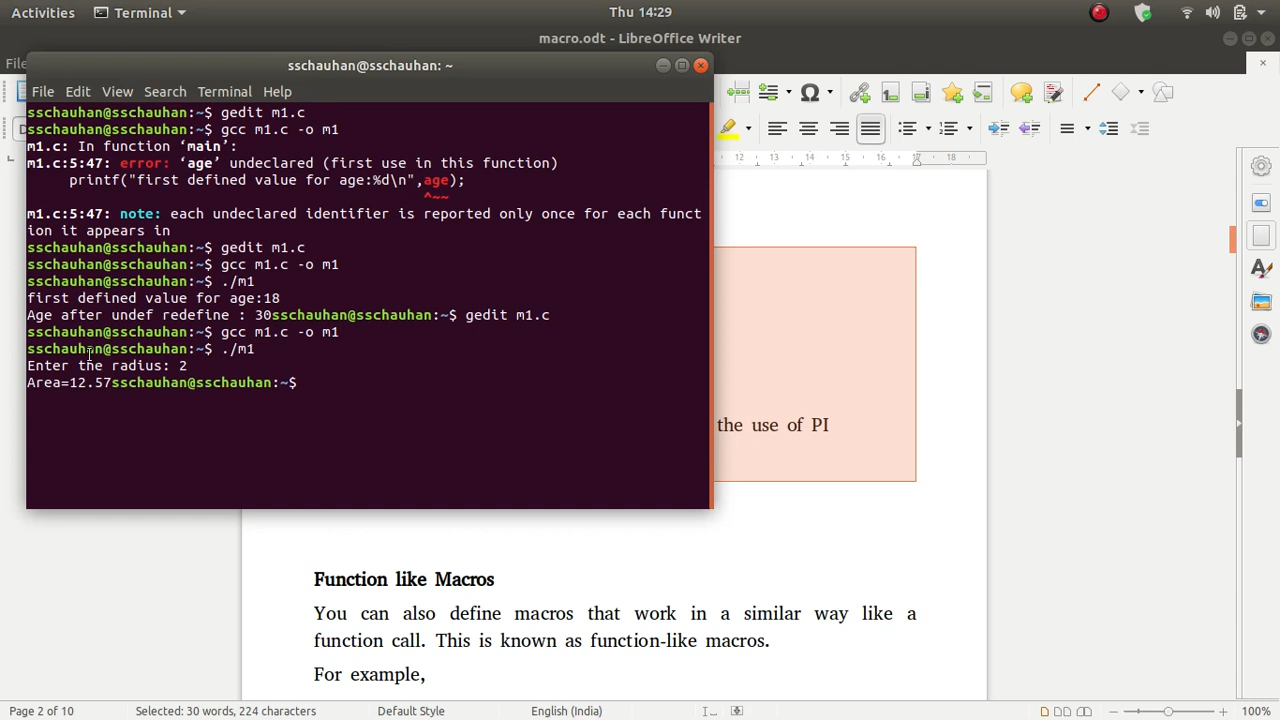 Activities Terminal Thu 14:29
macro.odt - LibreOffice Writer
sschauhan@sschauhan: ~
File Edit View Search Terminal Help
sschauhan@sschauhan:~$ gedit m1.c
sschauhan@sschauhan:~$ gcc m1.c -o m1
m1.c: In function ‘main’:
m1.c:5:47: error: ‘age’ undeclared (first use in this function)
printf("first defined value for age:%d\n",age);
^~~
m1.c:5:47: note: each undeclared identifier is reported only once for each funct
ion it appears in
sschauhan@sschauhan:~$ gedit m1.c
sschauhan@sschauhan:~$ gcc m1.c -o m1
sschauhan@sschauhan:~$ ./m1
first defined value for age:18
Age after undef redefine : 30sschauhan@sschauhan:~$ gedit m1.c
sschauhan@sschauhan:~$ gcc m1.c -o m1
sschauhan@sschauhan:~$ ./m1
Enter the radius: 2
Area=12.57sschauhan@sschauhan:~$
12 13 14 15 16 17 18
the use of PI
Function like Macros
You can also define macros that work in a similar way like a
function call. This is known as function-like macros.
For example,
Page 2 of 10 Selected: 30 words, 224 characters Default Style English (India) 100%